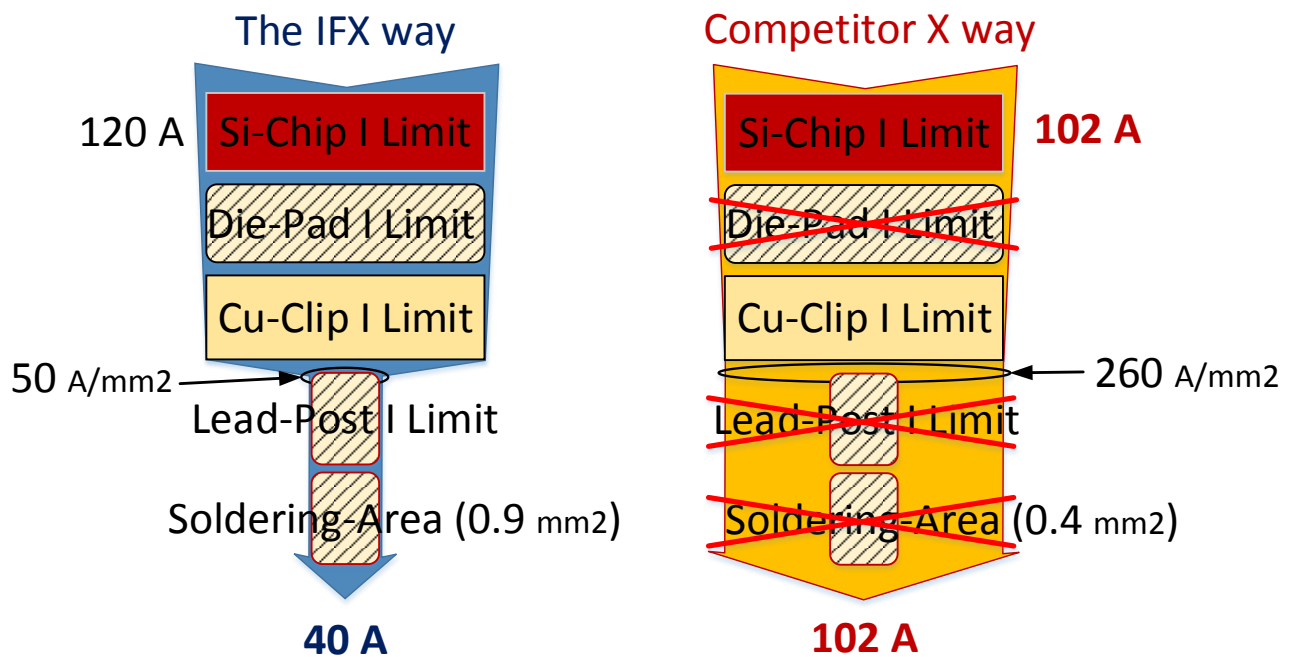 The IFX way
120 A
Si-Chip I Limit
Die-Pad I Limit
Cu-Clip I Limit
50 A/mm2
Lead-Post I Limit
Soldering-Area (0.9 mm2)
40 A
Competitor X way
Si-Chip I Limit
102 A
Die-Pad I Limit
Cu-Clip I Limit
260 A/mm2
Lead-Post I Limit
Soldering-Area (0.4 mm2)
102 A